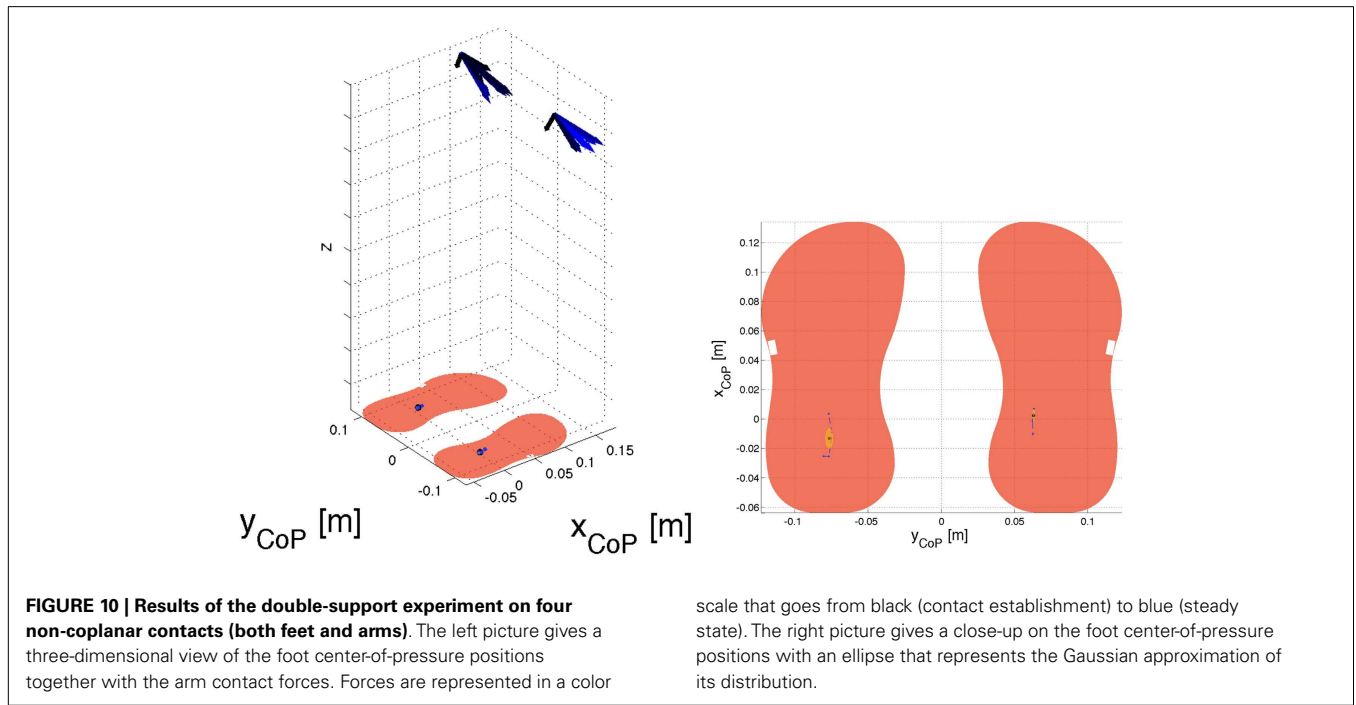 z
0.1
0
-0.1
-0.05
0
0.05
0.1
0.15
y_CoP [m]
x_CoP [m]
0.12
0.1
0.08
0.06
0.04
0.02
0
-0.02
-0.04
-0.06
x_CoP [m]
-0.1
-0.05
0
0.05
0.1
y_CoP [m]
FIGURE 10 | Results of the double-support experiment on four
non-coplanar contacts (both feet and arms). The left picture gives a
three-dimensional view of the foot center-of-pressure positions
together with the arm contact forces. Forces are represented in a color
scale that goes from black (contact establishment) to blue (steady
state). The right picture gives a close-up on the foot center-of-pressure
positions with an ellipse that represents the Gaussian approximation of
its distribution.